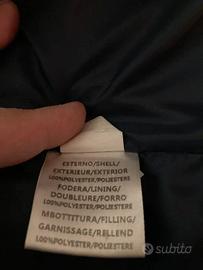 ESTERNO/SHELL/
EXTERIEUR/EXTERIOR
100%POLYESTER/POLIESTERE
FODERA/LINING/
DOUBLEURE/FORRO
100%POLYESTER/POLIESTERE
IMBOTTITURA/FILLING/
GARNISSAGE/RELLENO
100%POLYESTER/POLIESTERE
subito